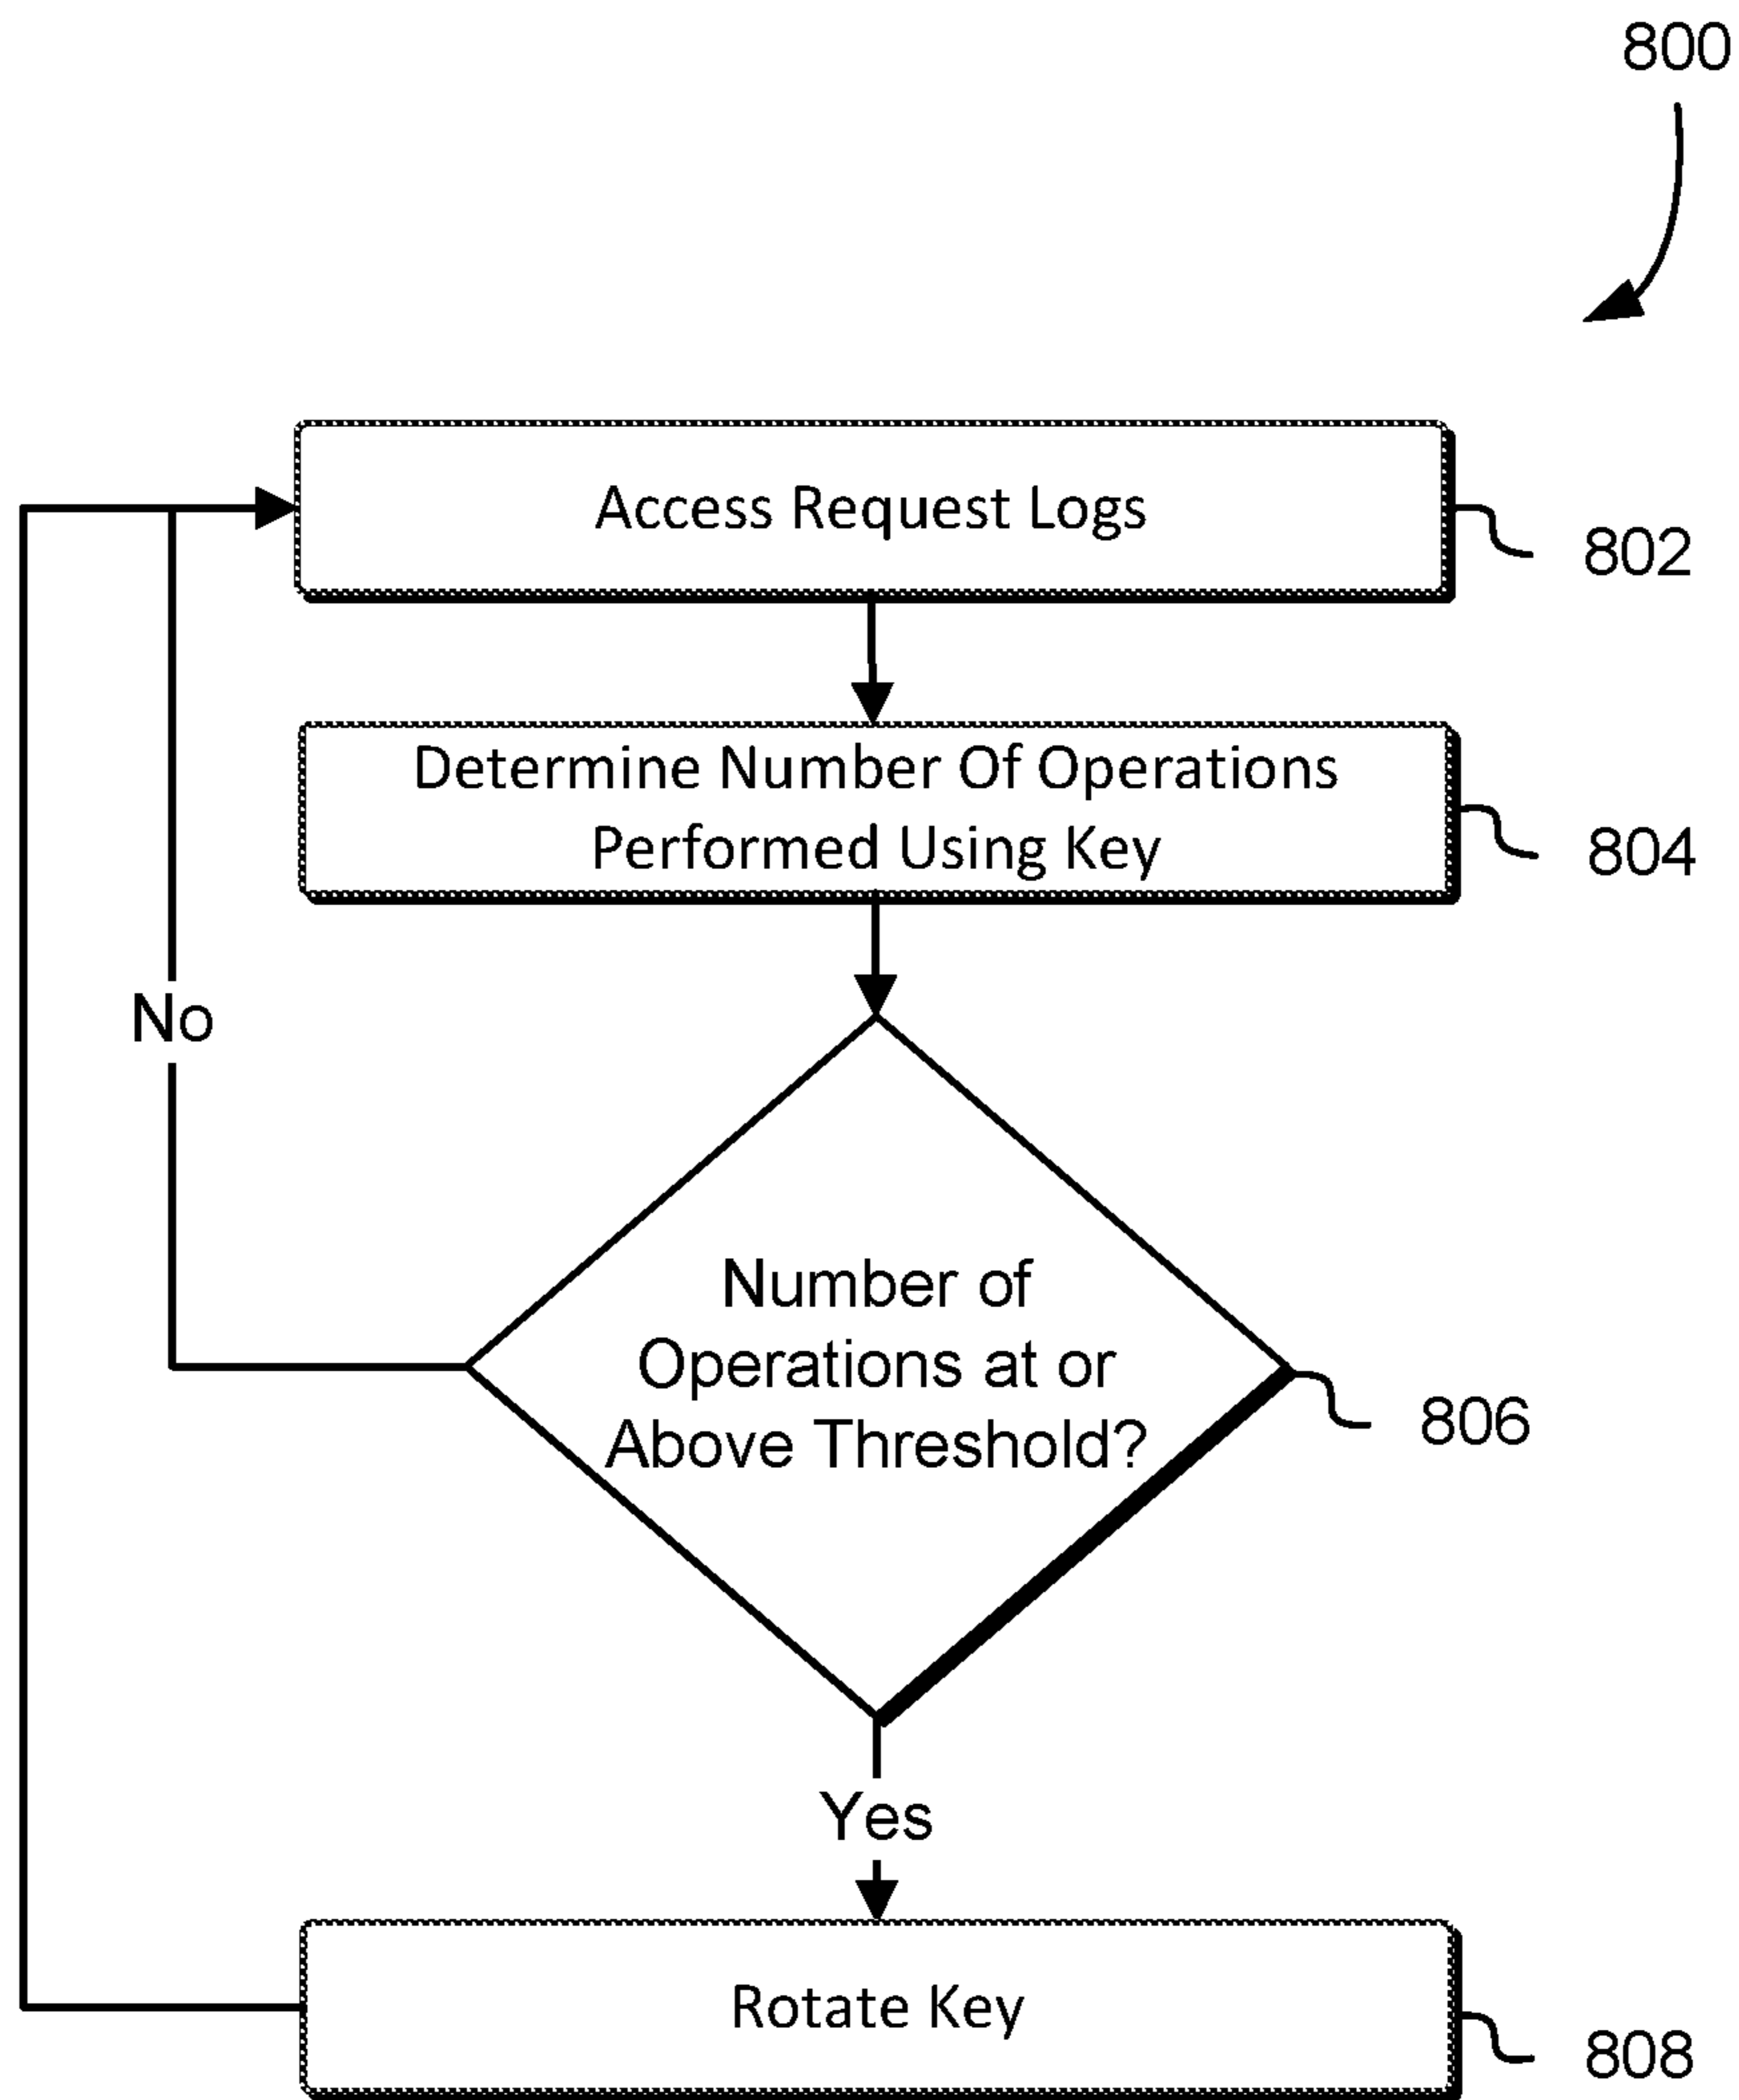 800
Access Request Logs
802
Determine Number Of Operations
Performed Using Key
804
No
Number of
Operations at or
Above Threshold?
806
Yes
Rotate Key
808